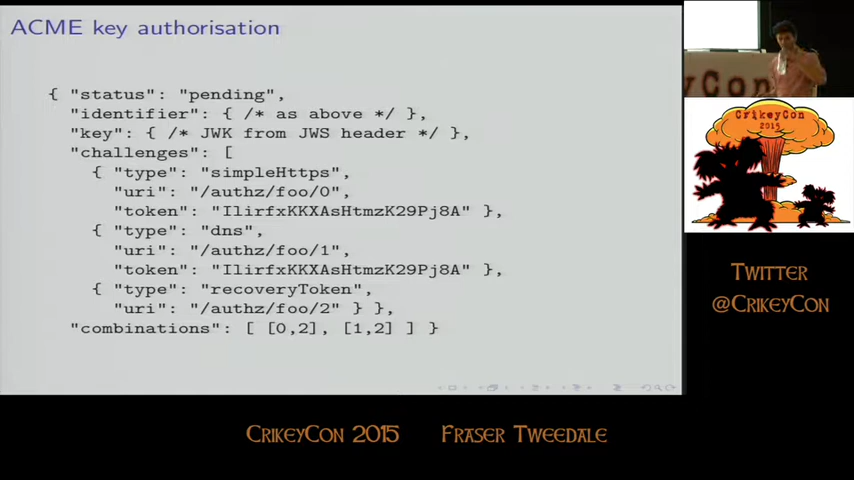 ACME key authorisation
{ "status": "pending",
"identifier": { /* as above */ },
"key": { /* JWK from JWS header */ },
"challenges": [
{ "type": "simpleHttps",
"uri": "/authz/foo/0",
"token": "IlirfxKKXAsHtmzK29Pj8A" },
{ "type": "dns",
"uri": "/authz/foo/1",
"token": "IlirfxKKXAsHtmzK29Pj8A" },
{ "type": "recoveryToken",
"uri": "/authz/foo/2" } },
"combinations": [ [0,2], [1,2] ] }
CrikeyCon
CrikeyCon
2015
Twitter
@CrikeyCon
CrikeyCon 2015 Fraser Tweedale